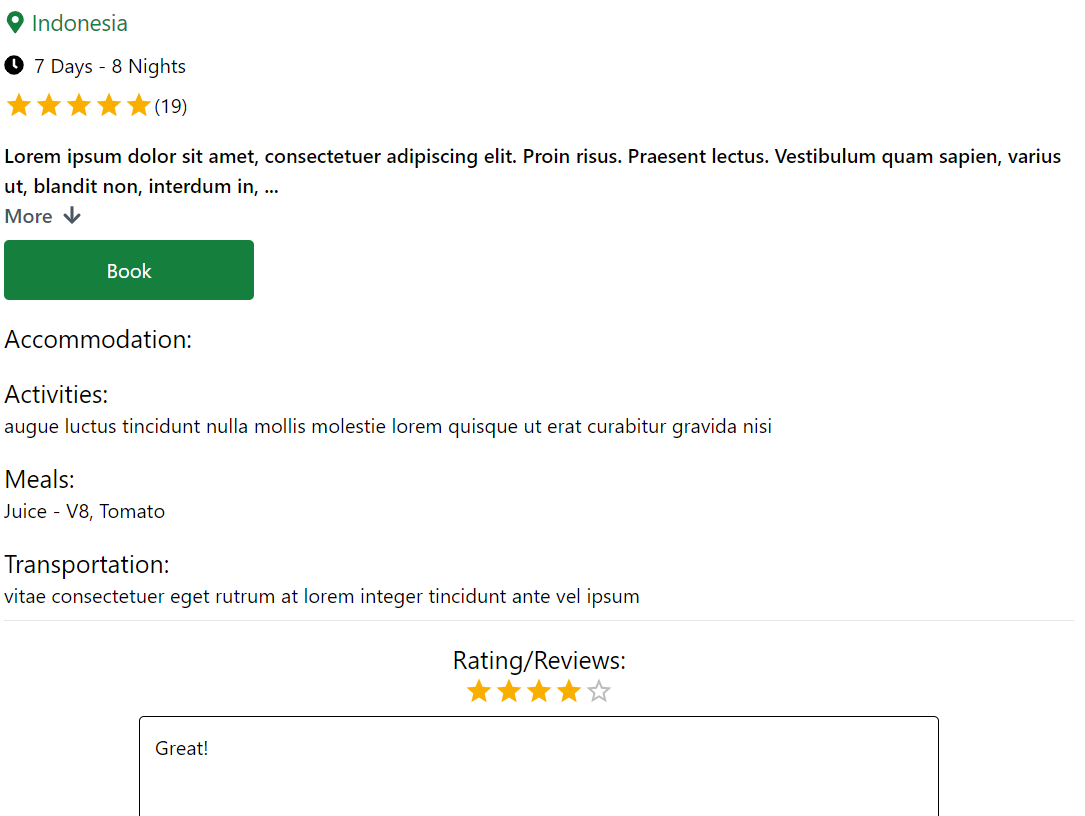 Indonesia
7 Days - 8 Nights
(19)
Lorem ipsum dolor sit amet, consectetuer adipiscing elit. Proin risus. Praesent lectus. Vestibulum quam sapien, varius
ut, blandit non, interdum in, ...
More
Book
Accommodation:
Activities:
augue luctus tincidunt nulla mollis molestie lorem quisque ut erat curabitur gravida nisi
Meals:
Juice - V8, Tomato
Transportation:
vitae consectetuer eget rutrum at lorem integer tincidunt ante vel ipsum
Rating/Reviews:
Great!